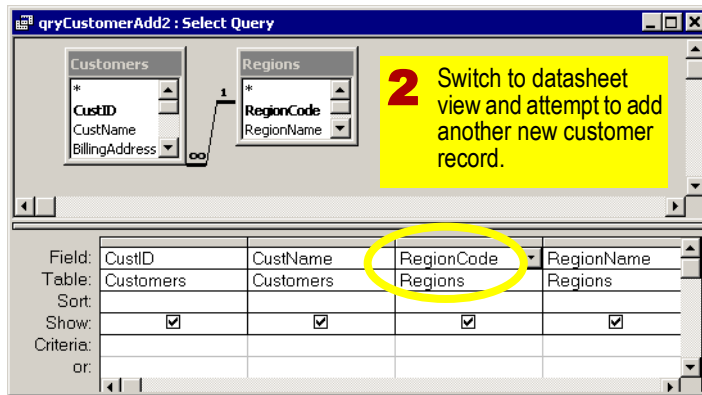 qryCustomerAdd2 : Select Query
Customers
*
CustID
CustName
BillingAddress
1
∞
Regions
*
RegionCode
RegionName
2 Switch to datasheet
view and attempt to add
another new customer
record.
Field: CustID CustName RegionCode RegionName
Table: Customers Customers Regions Regions
Sort:
Show:
Criteria:
or: